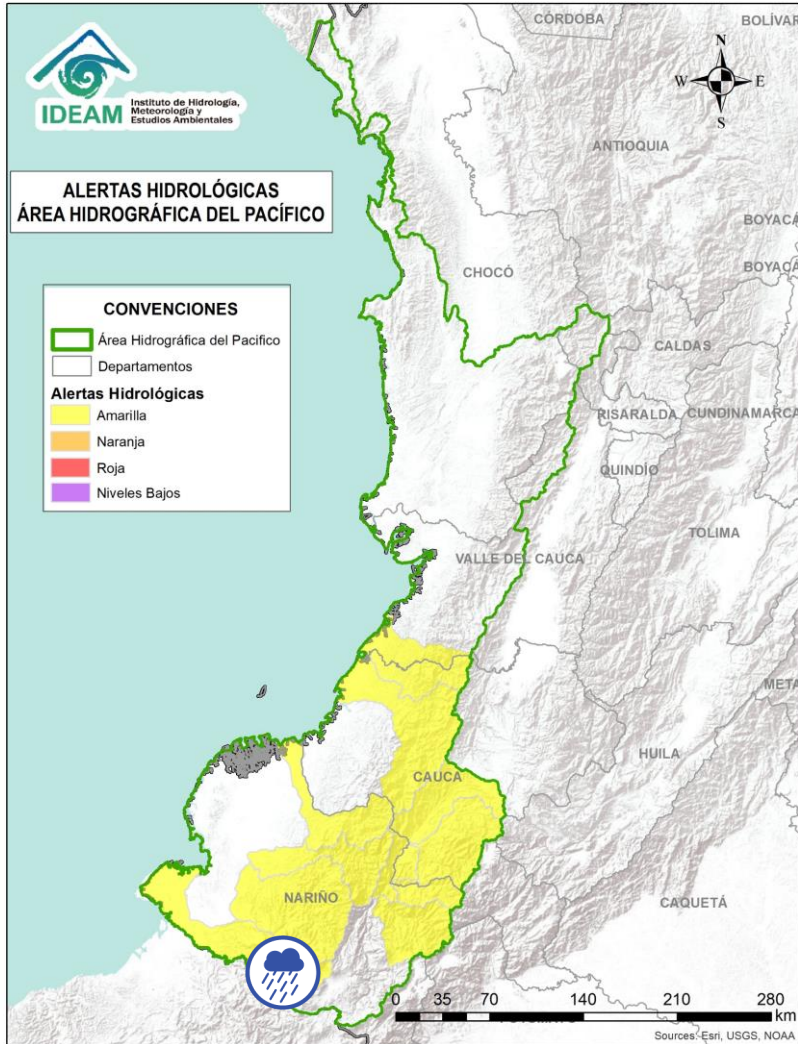 CÓRDOBA
BOLÍVAR
N
W
E
S
IDEAM
Instituto de Hidrología,
Meteorología y
Estudios Ambientales
ANTIOQUIA
ALERTAS HIDROLÓGICAS
ÁREA HIDROGRÁFICA DEL PACÍFICO
BOYACÁ
BOYACÁ
CHOCÓ
CONVENCIONES
Área Hidrográfica del Pacífico
Departamentos
Alertas Hidrológicas
Amarilla
Naranja
Roja
Niveles Bajos
CALDAS
RISARALDA
CUNDINAMARCA
QUINDÍO
TOLIMA
VALLE DEL CAUCA
META
HUILA
CAUCA
NARIÑO
CAQUETÁ
0 35 70 140 210 280
km
Sources: Esri, USGS, NOAA